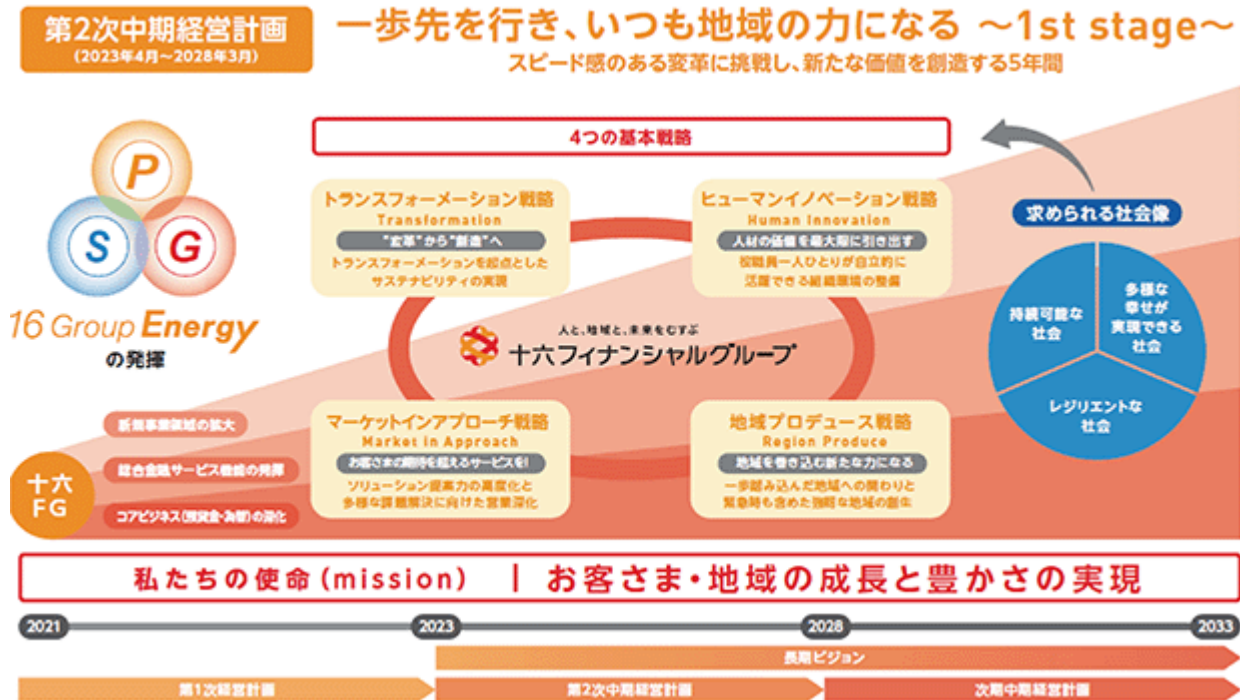 第2次中期経営計画
(2023年4月〜2028年3月)
一歩先を行き、いつも地域の力になる 〜1st stage〜
スピード感のある変革に挑戦し、新たな価値を創造する5年間
P
S
G
16 Group Energy
の発揮
4つの基本戦略
トランスフォーメーション戦略
Transformation
"変革"から"創造"へ
トランスフォーメーションを起点とした
サステナビリティの実現
ヒューマンイノベーション戦略
Human Innovation
人材の価値を最大限に引き出す
役職員一人ひとりが自立的に
活躍できる組織環境の整備
人と、地域と、未来をむすぶ
十六フィナンシャルグループ
マーケットインアプローチ戦略
Market in Approach
お客さまの期待を超えるサービスを!
ソリューション提案力の高度化と
多様な課題解決に向けた営業深化
地域プロデュース戦略
Region Produce
地域を巻き込む新たな力になる
一歩踏み込んだ地域への関わりと
緊急時も含めた強靭な地域の創生
求められる社会像
持続可能な
社会
多様な
幸せが
実現できる
社会
レジリエントな
社会
十六
FG
新規事業領域の拡大
総合金融サービス機能の発揮
コアビジネス(預貸金・為替)の深化
私たちの使命(mission) | お客さま・地域の成長と豊かさの実現
2021
2023
2028
2033
長期ビジョン
第1次経営計画
第2次中期経営計画
次期中期経営計画